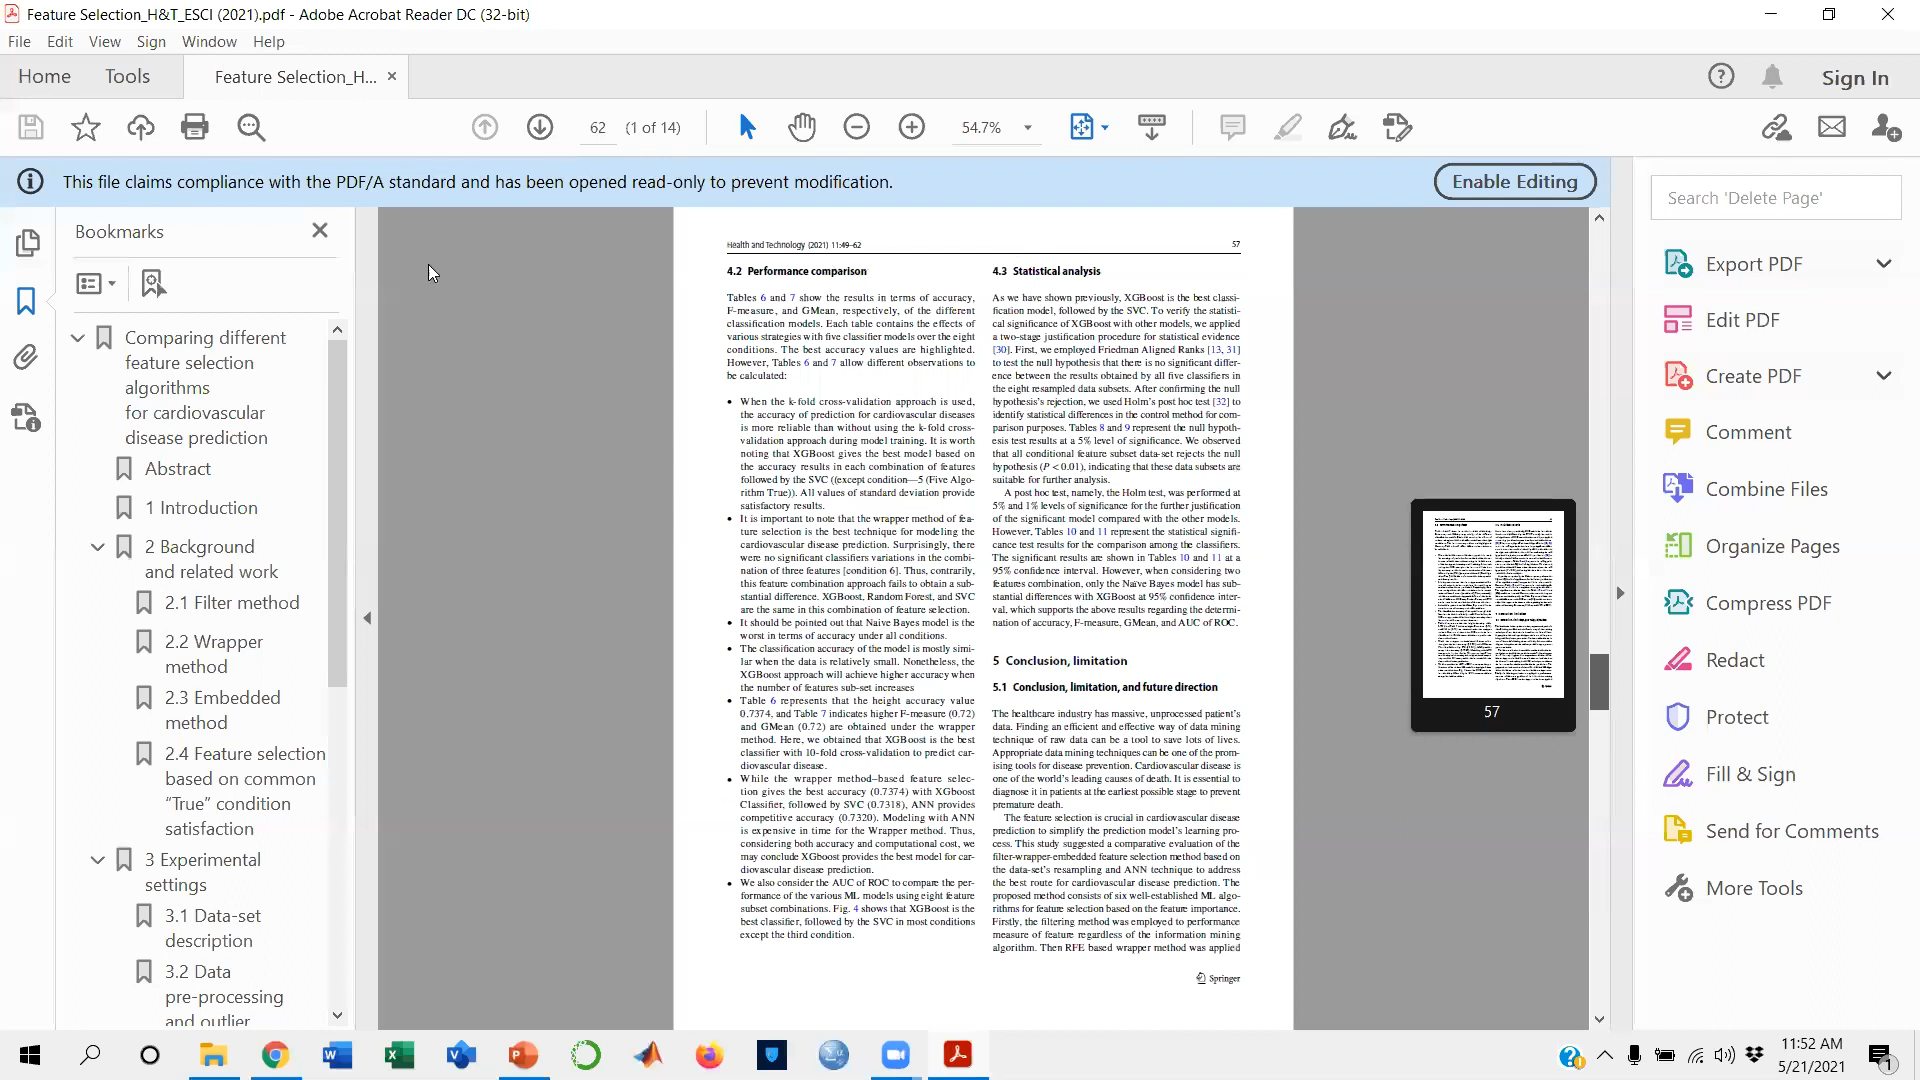 Feature Selection_H&T_ESCI (2021).pdf - Adobe Acrobat Reader DC (32-bit)
File Edit View Sign Window Help
Home Tools Feature Selection_H... × Sign In
62 (1 of 14) 54.7%
This file claims compliance with the PDF/A standard and has been opened read-only to prevent modification. Enable Editing
Bookmarks
Comparing different
feature selection
algorithms
for cardiovascular
disease prediction
Abstract
1 Introduction
2 Background
and related work
2.1 Filter method
2.2 Wrapper
method
2.3 Embedded
method
2.4 Feature selection
based on common
“True” condition
satisfaction
3 Experimental
settings
3.1 Data-set
description
3.2 Data
pre-processing
and outlier
Health and Technology (2021) 11:49–62 57
4.2 Performance comparison
Tables 6 and 7 show the results in terms of accuracy,
F-measure, and GMean, respectively, of the different
classification models. Each table contains the effects of
various strategies with five classifier models over the eight
conditions. The best accuracy values are highlighted.
However, Tables 6 and 7 allow different observations to
be calculated:
• When the k-fold cross-validation approach is used,
the accuracy of prediction for cardiovascular diseases
is more reliable than without using the k-fold cross-
validation approach during model training. It is worth
noting that XGBoost gives the best model based on
the accuracy results in each combination of features
followed by the SVC ((except condition—5 (Five Algo-
rithm True)). All values of standard deviation provide
satisfactory results.
• It is important to note that the wrapper method of fea-
ture selection is the best technique for modeling the
cardiovascular disease prediction. Surprisingly, there
were no significant classifiers variations in the combi-
nation of three features [condition 6]. Thus, contrarily,
this feature combination approach fails to obtain a sub-
stantial difference. XGBoost, Random Forest, and SVC
are the same in this combination of feature selection.
• It should be pointed out that Naive Bayes model is the
worst in terms of accuracy under all conditions.
• The classification accuracy of the model is mostly simi-
lar when the data is relatively small. Nonetheless, the
XGBoost approach will achieve higher accuracy when
the number of features sub-set increases
• Table 6 represents that the height accuracy value
0.7374, and Table 7 indicates higher F-measure (0.72)
and GMean (0.72) are obtained under the wrapper
method. Here, we obtained that XGBoost is the best
classifier with 10-fold cross-validation to predict car-
diovascular disease.
• While the wrapper method–based feature selec-
tion gives the best accuracy (0.7374) with XGboost
Classifier, followed by SVC (0.7318), ANN provides
competitive accuracy (0.7320). Modeling with ANN
is expensive in time for the Wrapper method. Thus,
considering both accuracy and computational cost, we
may conclude XGboost provides the best model for car-
diovascular disease prediction.
• We also consider the AUC of ROC to compare the per-
formance of the various ML models using eight feature
subset combinations. Fig. 4 shows that XGBoost is the
best classifier, followed by the SVC in most conditions
except the third condition.
4.3 Statistical analysis
As we have shown previously, XGBoost is the best classi-
fication model, followed by the SVC. To verify the statisti-
cal significance of XGBoost with other models, we applied
a two-stage justification procedure for statistical evidence
[30]. First, we employed Friedman Aligned Ranks [13, 31]
to test the null hypothesis that there is no significant differ-
ence between the results obtained by all five classifiers in
the eight resampled data subsets. After confirming the null
hypothesis's rejection, we used Holm's post hoc test [32] to
identify statistical differences in the control method for com-
parison purposes. Tables 8 and 9 represent the null hypoth-
esis test results at a 5% level of significance. We observed
that all conditional feature subset data-set rejects the null
hypothesis (P < 0.01), indicating that these data subsets are
suitable for further analysis.
A post hoc test, namely, the Holm test, was performed at
5% and 1% levels of significance for the further justification
of the significant model compared with the other models.
However, Tables 10 and 11 represent the statistical signifi-
cance test results for the comparison among the classifiers.
The significant results are shown in Tables 10 and 11 at a
95% confidence interval. However, when considering two
features combination, only the Naïve Bayes model has sub-
stantial differences with XGBoost at 95% confidence inter-
val, which supports the above results regarding the determi-
nation of accuracy, F-measure, GMean, and AUC of ROC.
5 Conclusion, limitation
5.1 Conclusion, limitation, and future direction
The healthcare industry has massive, unprocessed patient's
data. Finding an efficient and effective way of data mining
technique of raw data can be a tool to save lots of lives.
Appropriate data mining techniques can be one of the prom-
ising tools for disease prevention. Cardiovascular disease is
one of the world's leading causes of death. It is essential to
diagnose it in patients at the earliest possible stage to prevent
premature death.
The feature selection is crucial in cardiovascular disease
prediction to simplify the prediction model's learning pro-
cess. This study suggested a comparative evaluation of the
filter-wrapper-embedded feature selection method based on
the data-set's resampling and ANN technique to address
the best route for cardiovascular disease prediction. The
proposed method consists of six well-established ML algo-
rithms for feature selection based on the feature importance.
Firstly, the filtering method was employed to performance
measure of feature regardless of the information mining
algorithm. Then RFE based wrapper method was applied
Springer
57
Search 'Delete Page'
Export PDF
Edit PDF
Create PDF
Comment
Combine Files
Organize Pages
Compress PDF
Redact
Protect
Fill & Sign
Send for Comments
More Tools
11:52 AM
5/21/2021
1